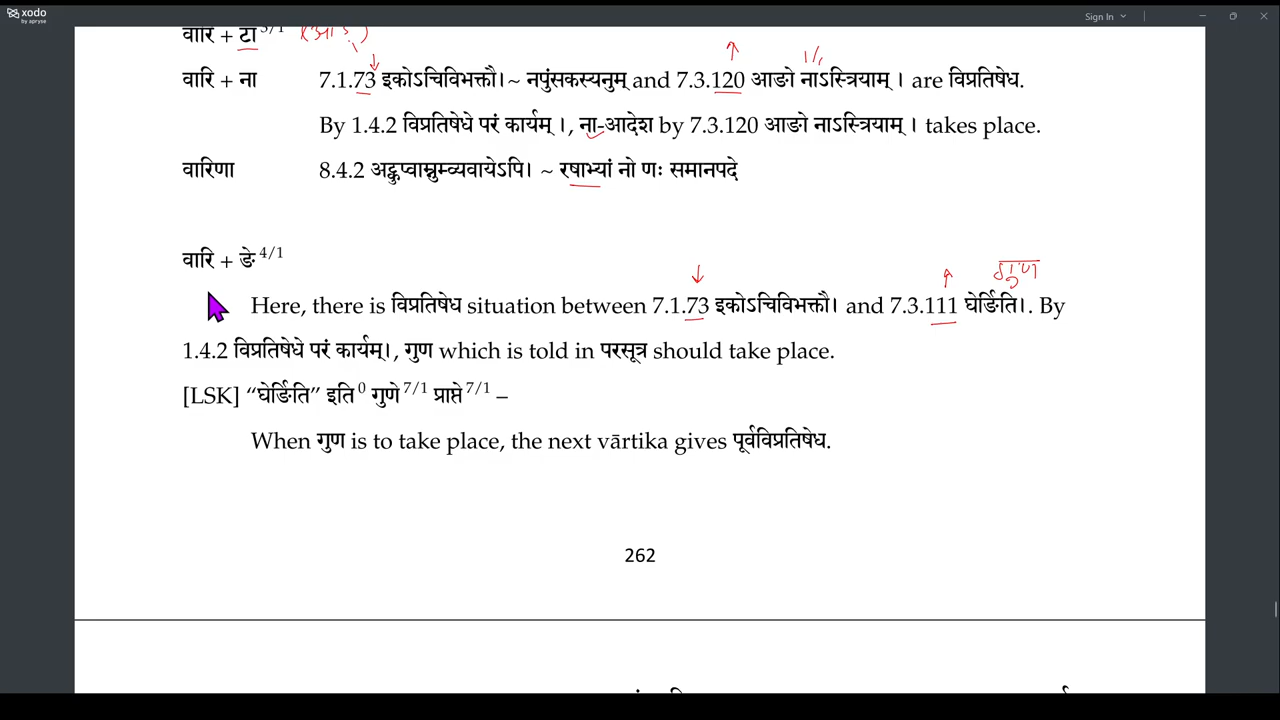 xodo
by apryse
Sign In
वारि + टा 3/1 (आङ्)
वारि + ना 7.1.73 इकोऽचिविभक्तौ। ~ नपुंसकस्यनुम् and 7.3.120 आङो नाऽस्त्रियाम् । are विप्रतिषेध.
By 1.4.2 विप्रतिषेधे परं कार्यम् ।, ना-आदेश by 7.3.120 आङो नाऽस्त्रियाम् । takes place.
वारिणा 8.4.2 अट्कुप्वाम्नुम्व्यवायेऽपि। ~ रषाभ्यां नो णः समानपदे
वारि + ङे 4/1
गुण
Here, there is विप्रतिषेध situation between 7.1.73 इकोऽचिविभक्तौ। and 7.3.111 घेर्ङिति।. By
1.4.2 विप्रतिषेधे परं कार्यम्।, गुण which is told in परसूत्र should take place.
[LSK] “घेर्ङिति” इति 0 गुणे 7/1 प्राप्ते 7/1 –
When गुण is to take place, the next vārtika gives पूर्वविप्रतिषेध.
262